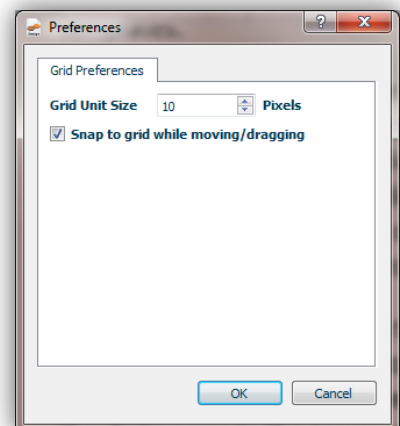 Preferences
?
Grid Preferences
Grid Unit Size 10 Pixels
Snap to grid while moving/dragging
OK Cancel